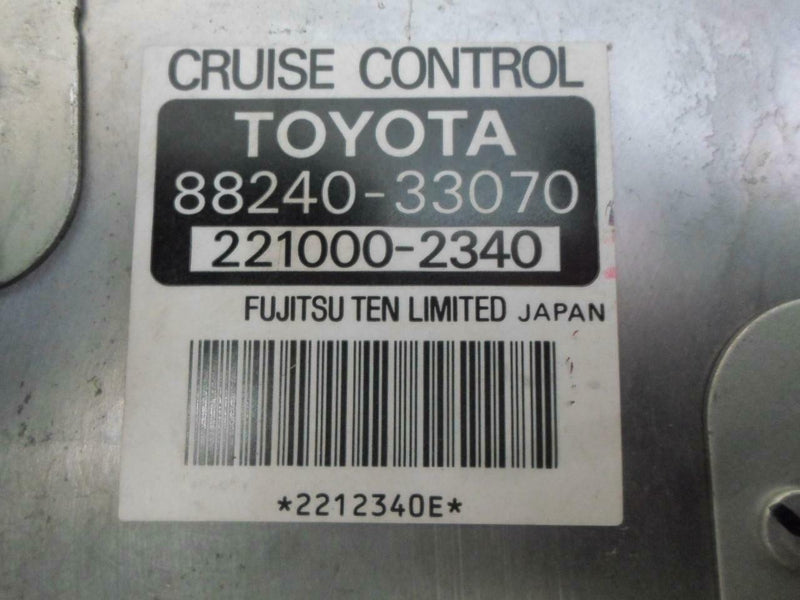 CRUISE CONTROL
TOYOTA
88240-33070
221000-2340
FUJITSU TEN LIMITED JAPAN
*2212340E*